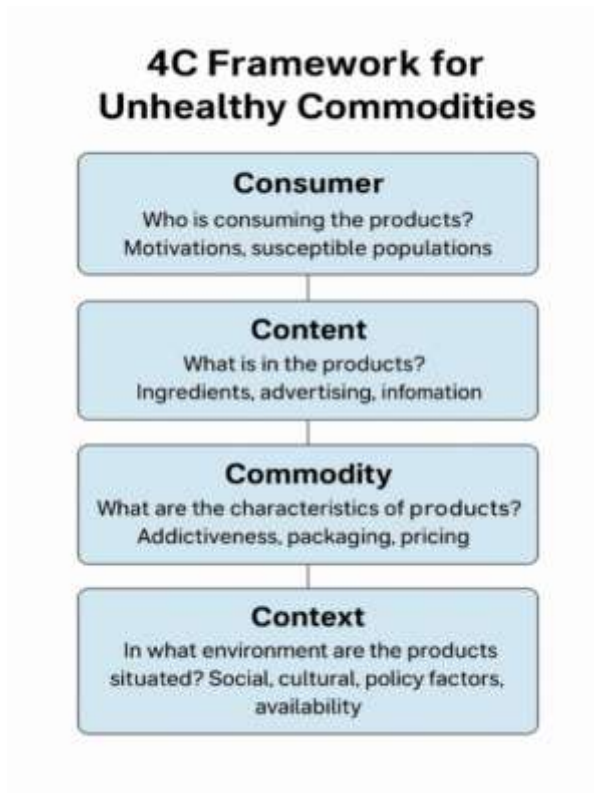 4C Framework for
Unhealthy Commodities
Consumer
Who is consuming the products?
Motivations, susceptible populations
Content
What is in the products?
Ingredients, advertising, infomation
Commodity
What are the characteristics of products?
Addictiveness, packaging, pricing
Context
In what environment are the products
situated? Social, cultural, policy factors,
availability